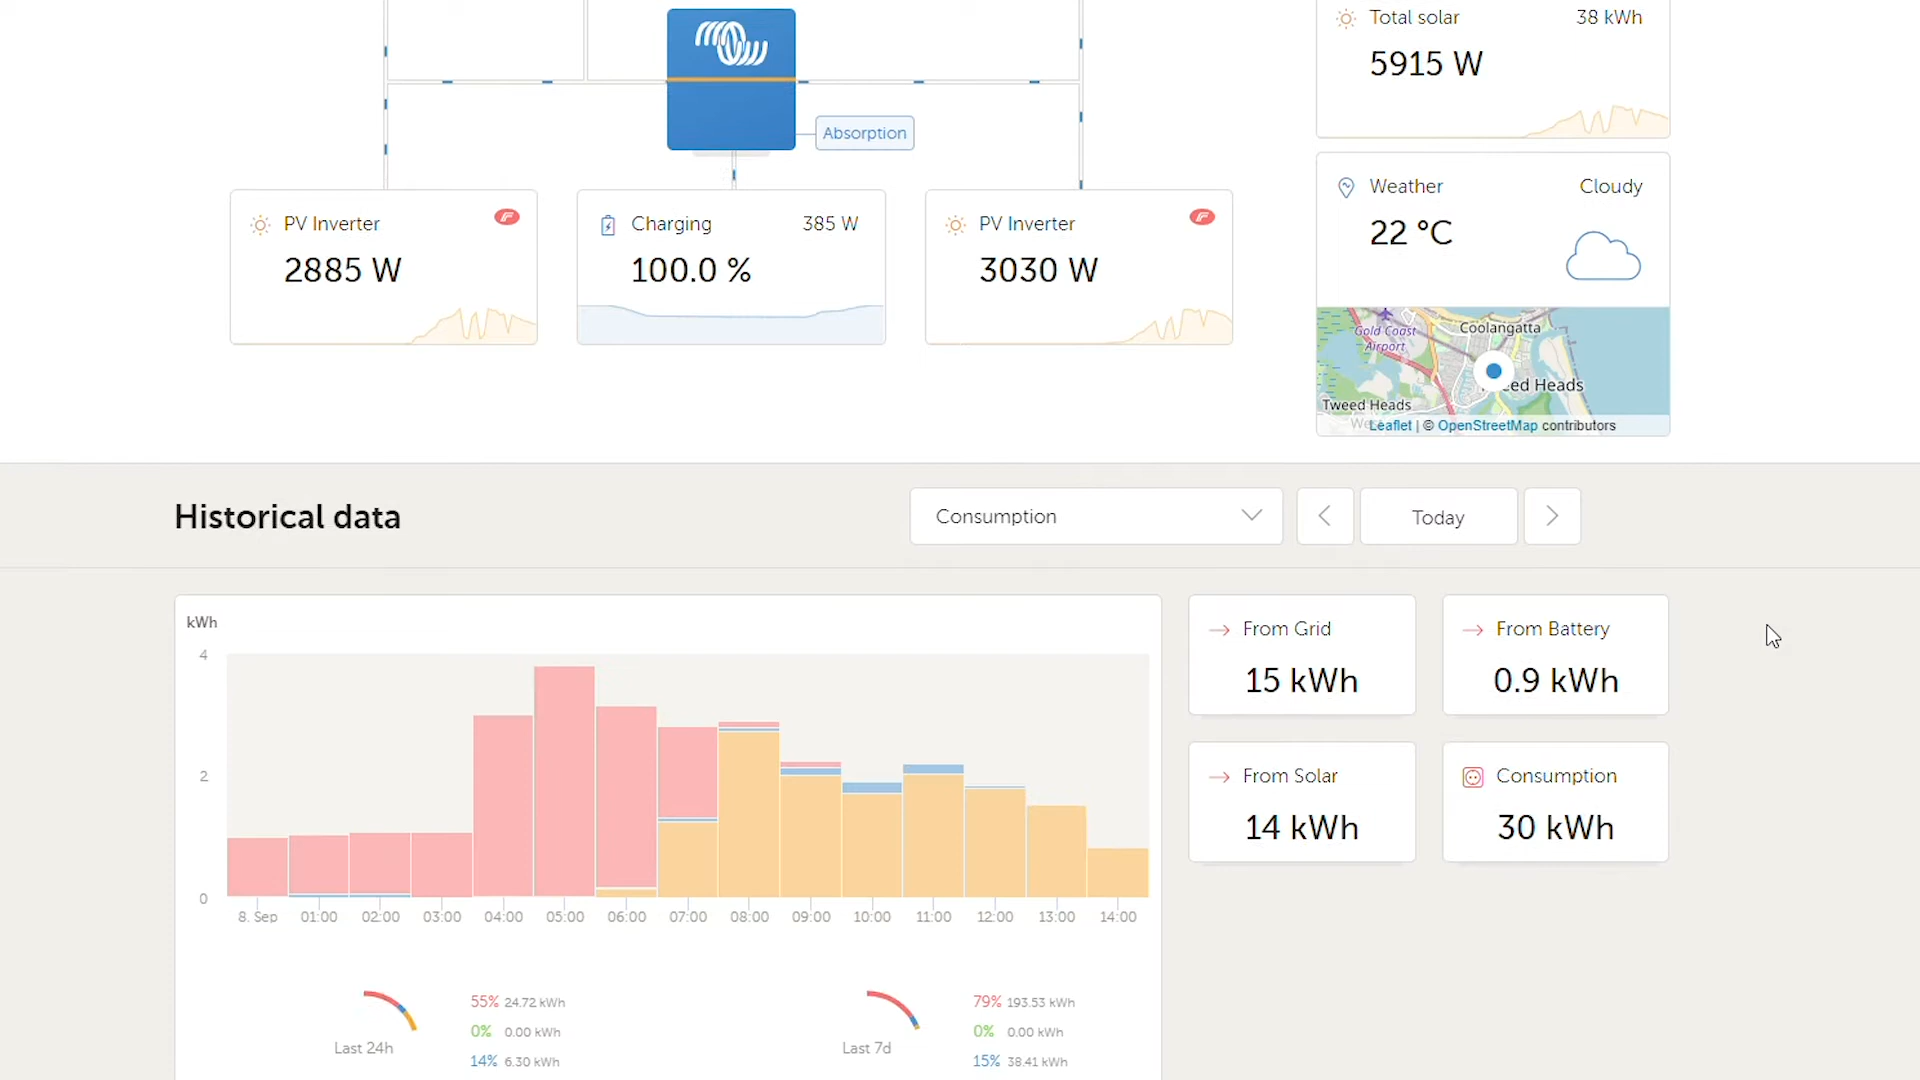 Total solar 38 kWh
5915 W
Absorption
Weather Cloudy
22 °C
PV Inverter
2885 W
Charging 385 W
100.0 %
PV Inverter
3030 W
Gold Coast
Airport
Coolangatta
Tweed Heads
eed Heads
Leaflet | © OpenStreetMap contributors
Historical data
Consumption
Today
kWh
4
2
0
8. Sep 01:00 02:00 03:00 04:00 05:00 06:00 07:00 08:00 09:00 10:00 11:00 12:00 13:00 14:00
From Grid
15 kWh
From Battery
0.9 kWh
From Solar
14 kWh
Consumption
30 kWh
Last 24h
55% 24.72 kWh
0% 0.00 kWh
14% 6.30 kWh
Last 7d
79% 193.53 kWh
0% 0.00 kWh
15% 38.41 kWh